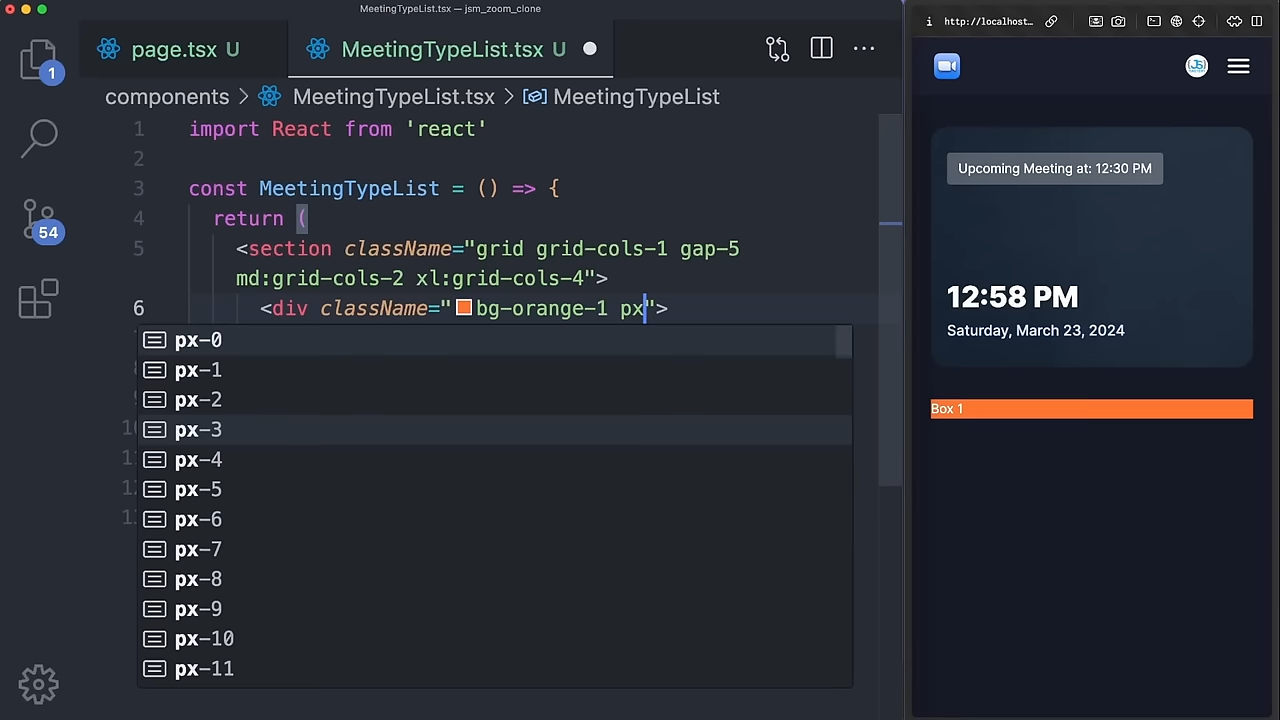 MeetingTypeList.tsx — jsm_zoom_clone
page.tsx U
MeetingTypeList.tsx U
components > MeetingTypeList.tsx > MeetingTypeList
1 import React from 'react'
2
3 const MeetingTypeList = () => {
4 return (
5 <section className="grid grid-cols-1 gap-5
md:grid-cols-2 xl:grid-cols-4">
6 <div className="bg-orange-1 px">
px-0
px-1
px-2
px-3
px-4
px-5
px-6
px-7
px-8
px-9
px-10
px-11
1
54
http://localhost...
Upcoming Meeting at: 12:30 PM
12:58 PM
Saturday, March 23, 2024
Box 1